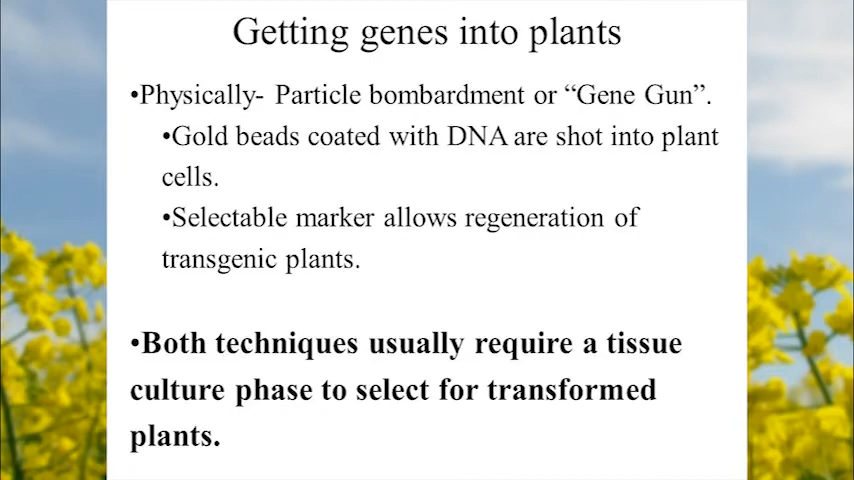 Getting genes into plants
•Physically- Particle bombardment or “Gene Gun”.
•Gold beads coated with DNA are shot into plant
cells.
•Selectable marker allows regeneration of
transgenic plants.
•Both techniques usually require a tissue
culture phase to select for transformed
plants.